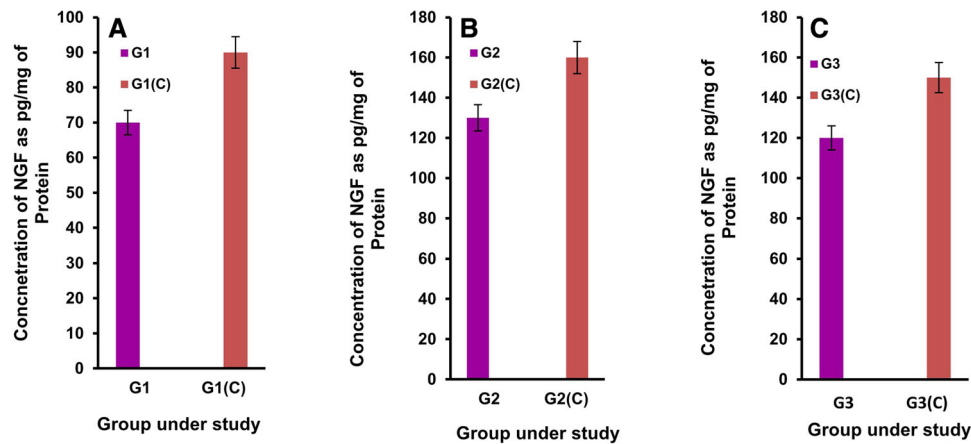 A
Concnetration of NGF as pg/mg of
Protein
100
90
80
70
60
50
40
30
20
10
0
G1
G1(C)
G1 G1(C)
Group under study
B
Concentration of NGF as pg/mg of
Protein
180
160
140
120
100
80
60
40
20
0
G2
G2(C)
G2 G2(C)
Group under study
C
Concnetration of NGF as pg/mg of
Protein
180
160
140
120
100
80
60
40
20
0
G3
G3(C)
G3 G3(C)
Group under study